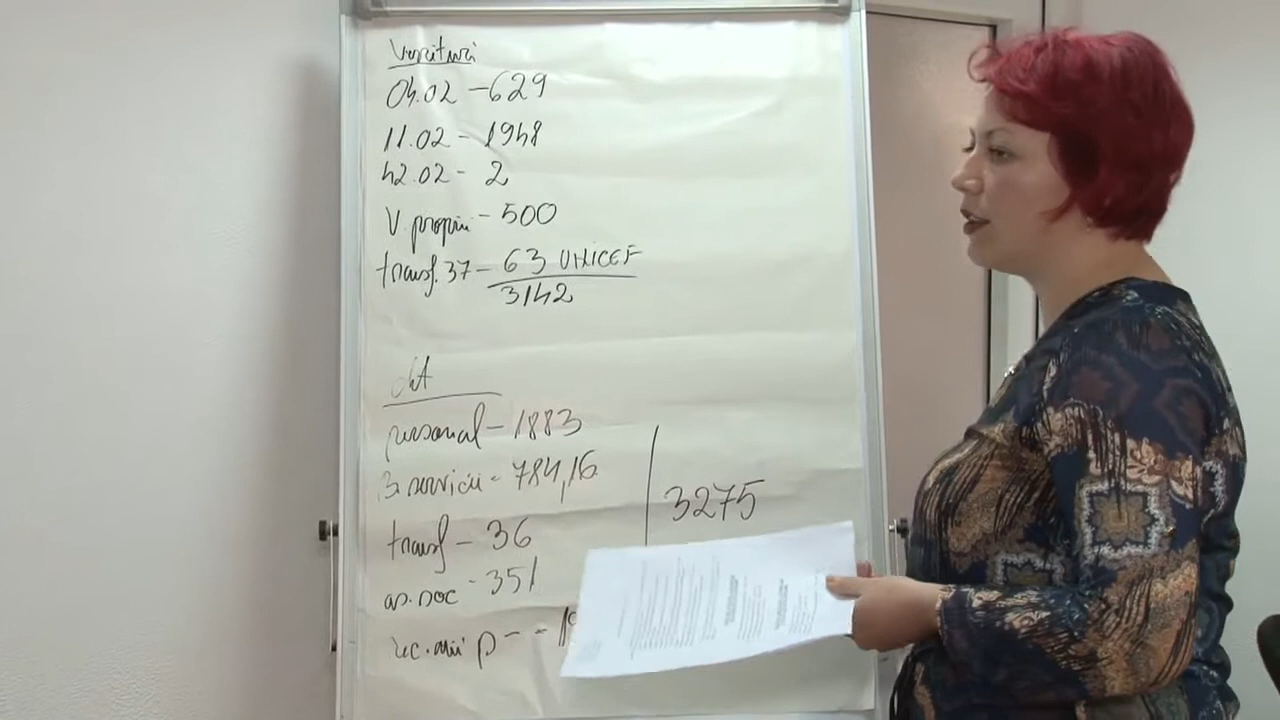 Venituri
04.02 - 629
11.02 - 1948
42.02 - 2
V. proprii - 500
transf. 37 - 63 UNICEF
3142
personal - 1883
B. servicii - 784,16
3275
transf - 36
as. soc - 351